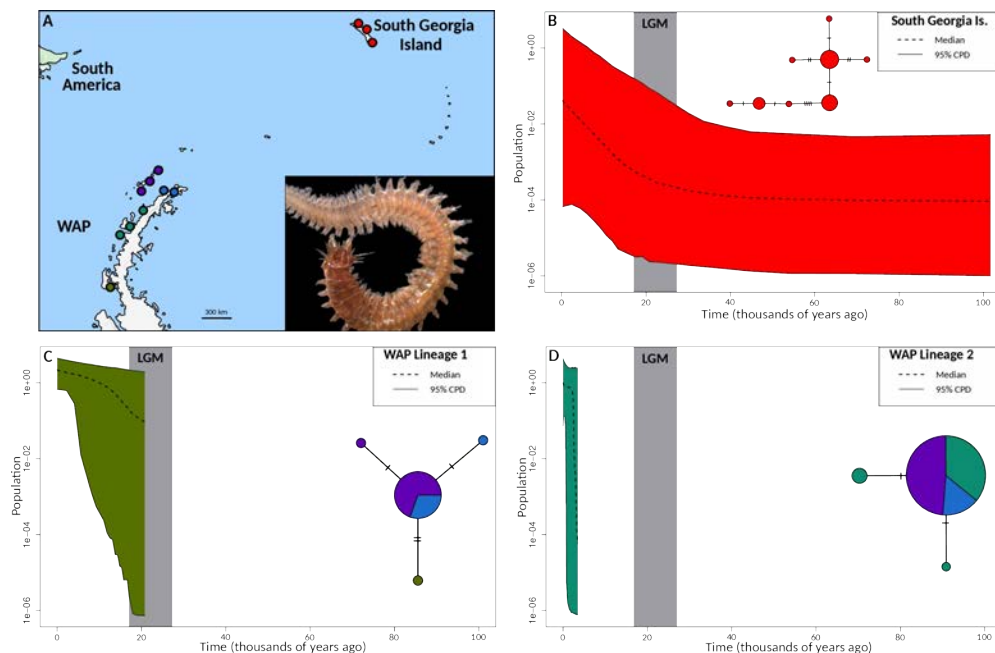 A
South Georgia
Island
South
America
WAP
300 km
B
LGM
South Georgia Is.
Median
95% CPD
Population
1e+00
1e−02
1e−04
1e−06
0
20
40
60
80
100
Time (thousands of years ago)
C
LGM
WAP Lineage 1
Median
95% CPD
Population
1e+00
1e−02
1e−04
1e−06
0
20
40
60
80
100
Time (thousands of years ago)
D
LGM
WAP Lineage 2
Median
95% CPD
Population
1e+00
1e−02
1e−04
1e−06
0
20
40
60
80
100
Time (thousands of years ago)